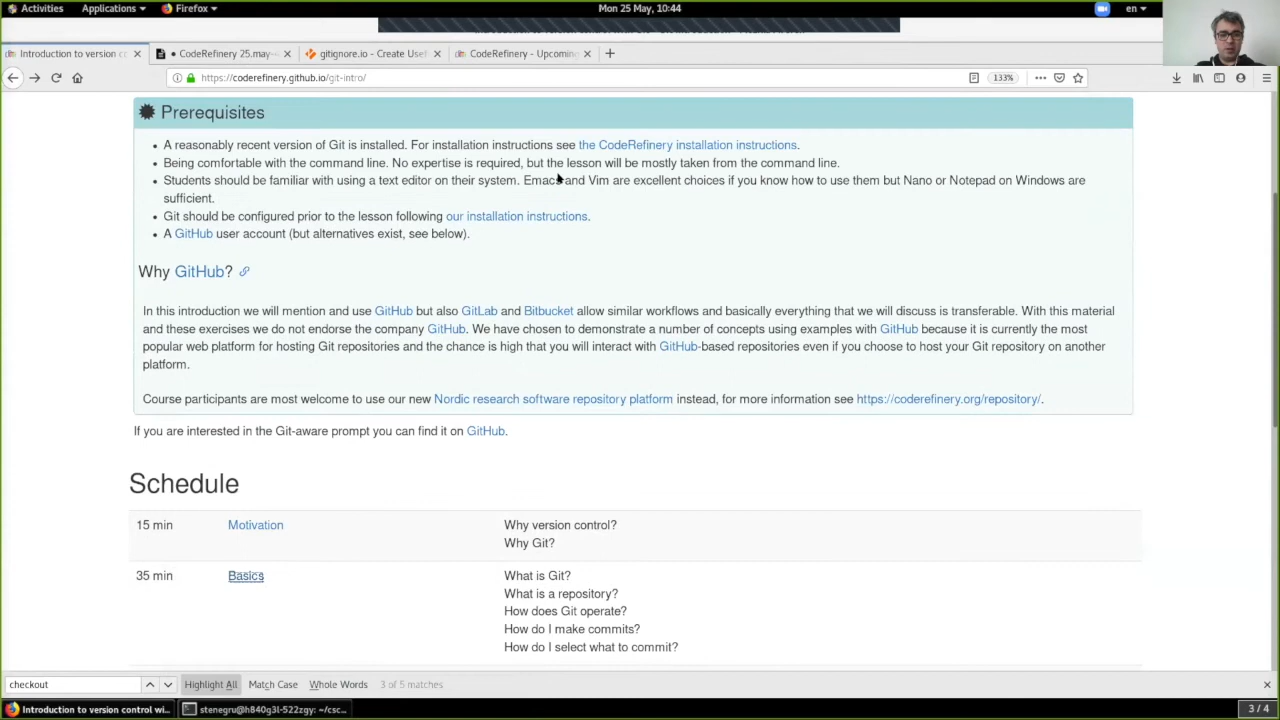 Activities Applications Firefox Mon 25 May, 10:44 en
Introduction to version co CodeRefinery 25.may- gitignore.io - Create Usef CodeRefinery - Upcoming
https://coderefinery.github.io/git-intro/ 133%
Prerequisites
A reasonably recent version of Git is installed. For installation instructions see the CodeRefinery installation instructions.
Being comfortable with the command line. No expertise is required, but the lesson will be mostly taken from the command line.
Students should be familiar with using a text editor on their system. Emacs and Vim are excellent choices if you know how to use them but Nano or Notepad on Windows are
sufficient.
Git should be configured prior to the lesson following our installation instructions.
A GitHub user account (but alternatives exist, see below).
Why GitHub?
In this introduction we will mention and use GitHub but also GitLab and Bitbucket allow similar workflows and basically everything that we will discuss is transferable. With this material
and these exercises we do not endorse the company GitHub. We have chosen to demonstrate a number of concepts using examples with GitHub because it is currently the most
popular web platform for hosting Git repositories and the chance is high that you will interact with GitHub-based repositories even if you choose to host your Git repository on another
platform.
Course participants are most welcome to use our new Nordic research software repository platform instead, for more information see https://coderefinery.org/repository/.
If you are interested in the Git-aware prompt you can find it on GitHub.
Schedule
15 min Motivation Why version control?
Why Git?
35 min Basics What is Git?
What is a repository?
How does Git operate?
How do I make commits?
How do I select what to commit?
checkout Highlight All Match Case Whole Words 3 of 5 matches
Introduction to version control wi... stenegru@h840g3l-522zgy: ~/csc... 3 / 4